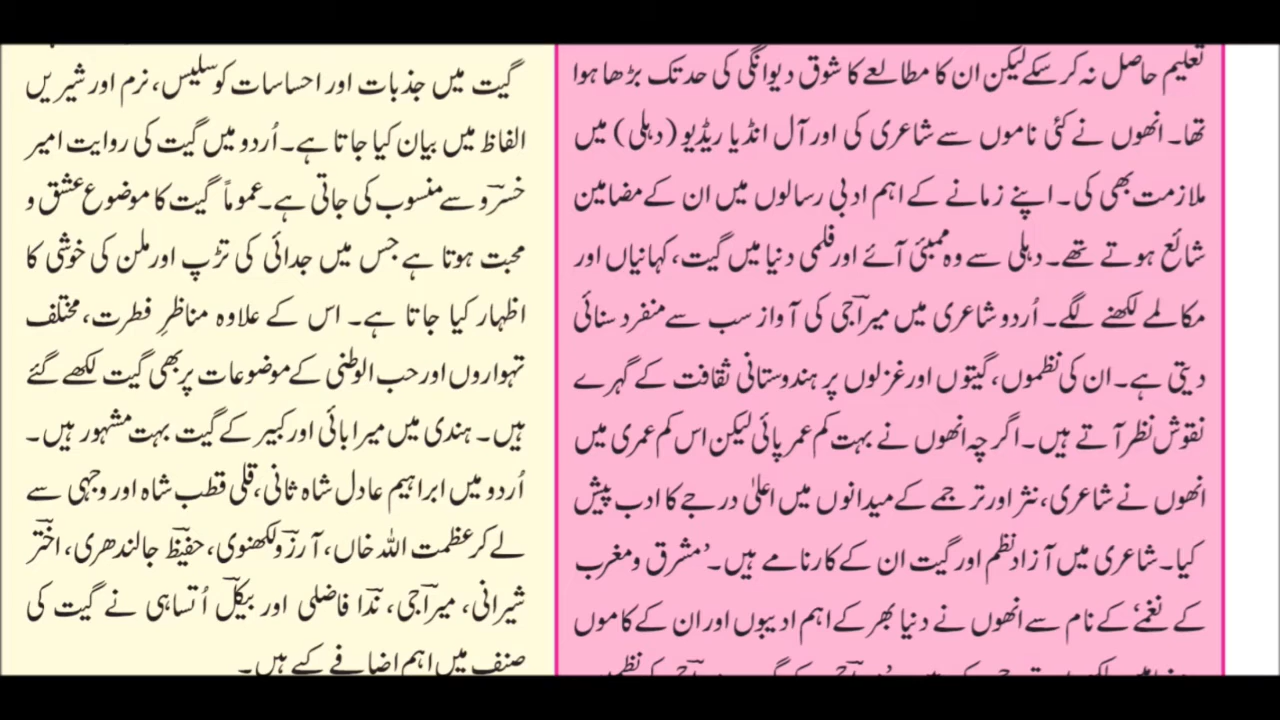 تعلیم حاصل نہ کر سکے لیکن ان کا مطالعے کا شوق دیوانگی کی حد تک بڑھا ہوا
تھا۔ انھوں نے کئی ناموں سے شاعری کی اور آل انڈیا ریڈیو (دہلی) میں
ملازمت بھی کی۔ اپنے زمانے کے اہم ادبی رسالوں میں ان کے مضامین
شائع ہوتے تھے۔ دہلی سے وہ ممبئی آئے اور فلمی دنیا میں گیت، کہانیاں اور
مکالمے لکھنے لگے۔ اُردو شاعری میں میراؔجی کی آواز سب سے منفرد سنائی
دیتی ہے۔ ان کی نظموں، گیتوں اور غزلوں پر ہندوستانی ثقافت کے گہرے
نقوش نظر آتے ہیں۔ اگر چہ انھوں نے بہت کم عمر پائی لیکن اس کم عمری میں
انھوں نے شاعری، نثر اور ترجمے کے میدانوں میں اعلیٰ درجے کا ادب پیش
کیا۔ شاعری میں آزاد نظم اور گیت ان کے کارنامے ہیں۔ ’مشرق و مغرب
کے نغمے‘ کے نام سے انھوں نے دنیا بھر کے اہم ادیبوں اور ان کے کاموں
گیت میں جذبات اور احساسات کو سلیس، نرم اور شیریں
الفاظ میں بیان کیا جاتا ہے۔ اُردو میں گیت کی روایت امیر
خسروؔ سے منسوب کی جاتی ہے۔ عموماً گیت کا موضوع عشق و
محبت ہوتا ہے جس میں جدائی کی تڑپ اور ملن کی خوشی کا
اظہار کیا جاتا ہے۔ اس کے علاوہ مناظرِ فطرت، مختلف
تہواروں اور حب الوطنی کے موضوعات پر بھی گیت لکھے گئے
ہیں۔ ہندی میں میرا بائی اور کبیر کے گیت بہت مشہور ہیں۔
اُردو میں ابراہیم عادل شاہ ثانی، قلی قطب شاہ اور وجہی سے
لے کر عظمت اللہ خاں، آرزوؔ لکھنوی، حفیظؔ جالندھری، اخترؔ
شیرانی، میراؔجی، نداؔ فاضلی اور بیکلؔ اُتساہی نے گیت کی
صنف میں اہم اضافے کیے ہیں۔